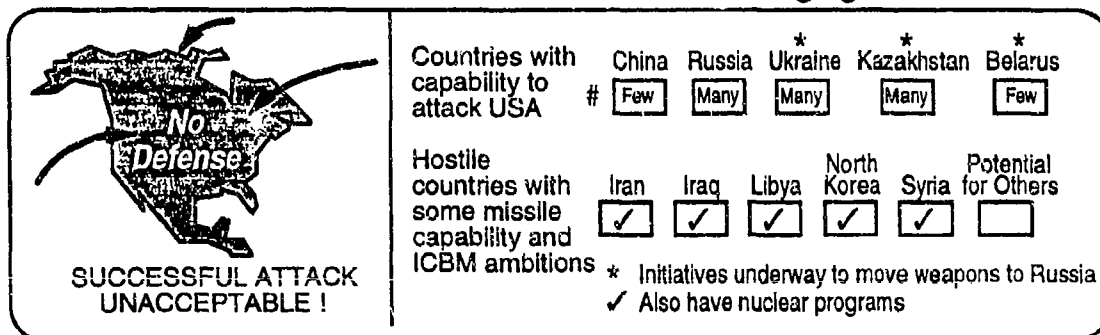 No
Defense
SUCCESSFUL ATTACK
UNACCEPTABLE !
Countries with
capability to
attack USA
* * *
China Russia Ukraine Kazakhstan Belarus
# Few Many Many Many Few
Hostile
countries with
some missile
capability and
ICBM ambitions
Iran Iraq Libya North Korea Syria Potential for Others
✓ ✓ ✓ ✓ ✓
* Initiatives underway to move weapons to Russia
✓ Also have nuclear programs